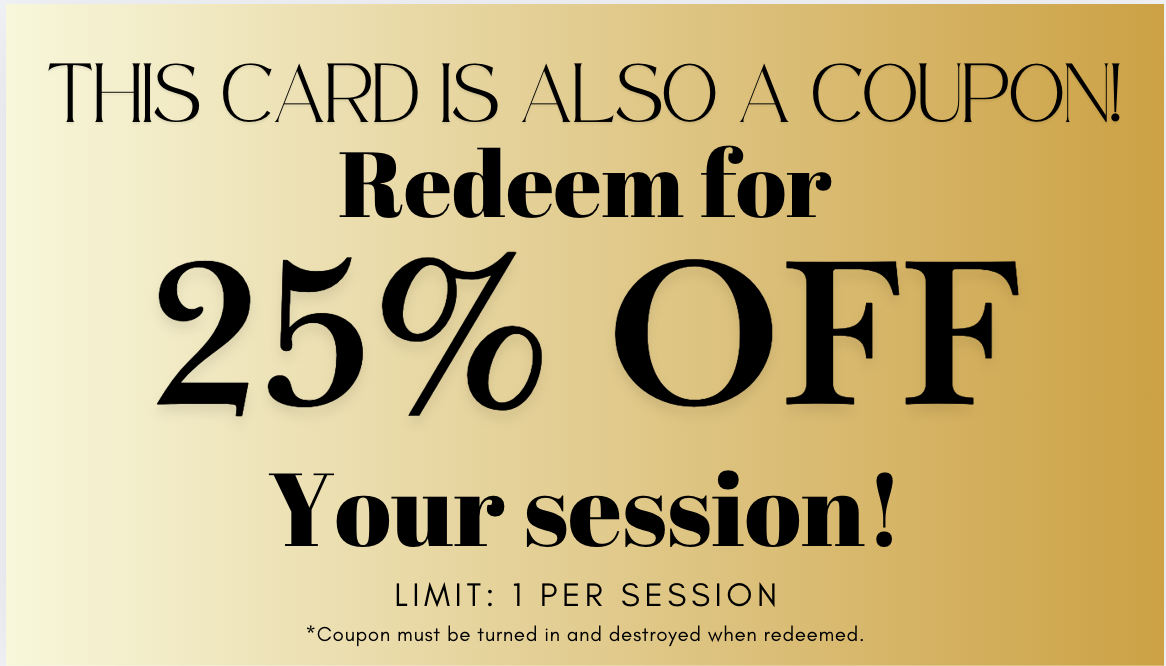 THIS CARD IS ALSO A COUPON!
Redeem for
25% OFF
Your session!
LIMIT: 1 PER SESSION
*Coupon must be turned in and destroyed when redeemed.